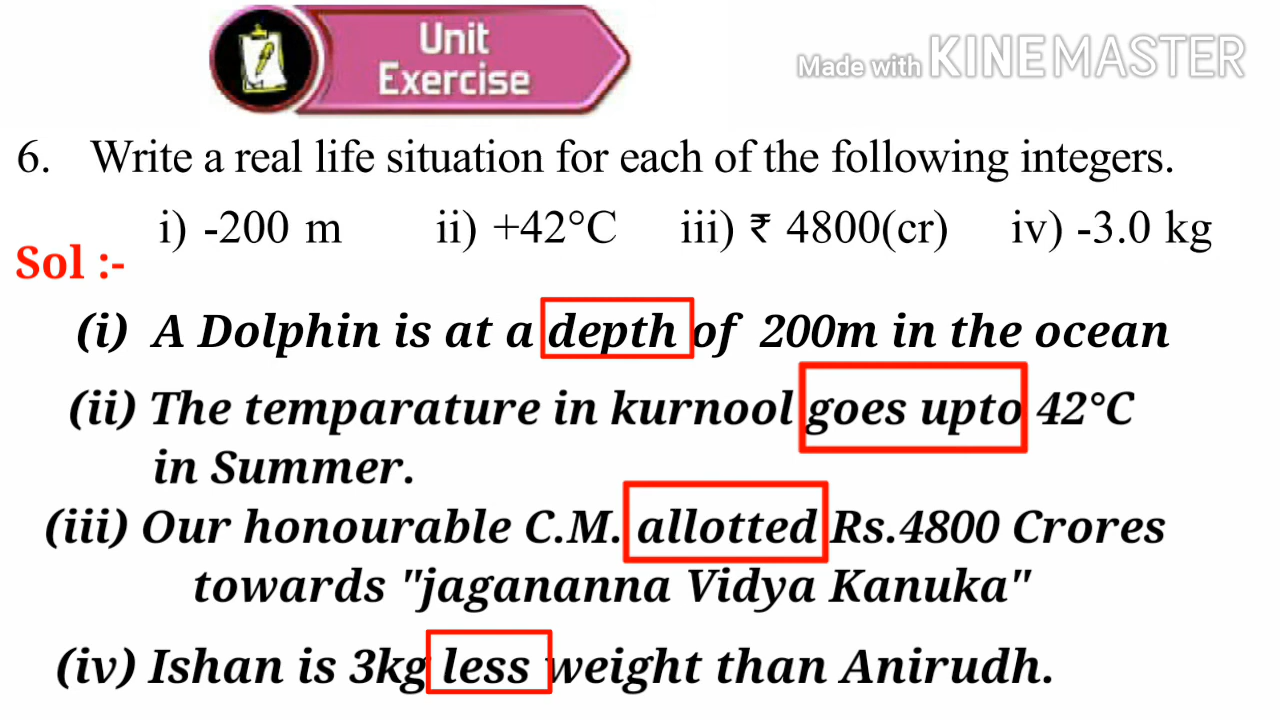 Unit
Exercise
Made with KINEMASTER
6. Write a real life situation for each of the following integers.
i) -200 m ii) +42°C iii) ₹ 4800(cr) iv) -3.0 kg
Sol :-
(i) A Dolphin is at a depth of 200m in the ocean
(ii) The temparature in kurnool goes upto 42°C
in Summer.
(iii) Our honourable C.M. allotted Rs.4800 Crores
towards "jagananna Vidya Kanuka"
(iv) Ishan is 3kg less weight than Anirudh.